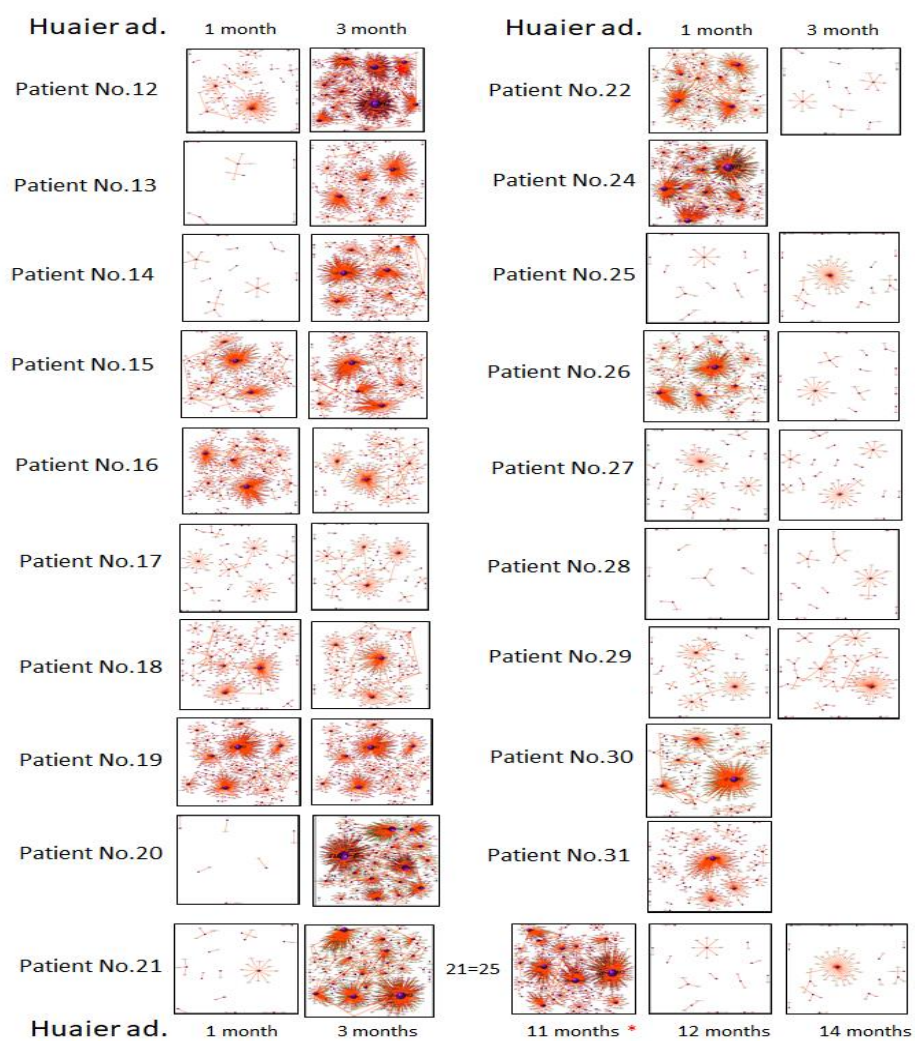 Huaier ad. 1 month 3 month
Patient No.12
Patient No.13
Patient No.14
Patient No.15
Patient No.16
Patient No.17
Patient No.18
Patient No.19
Patient No.20
Patient No.21
Huaier ad. 1 month 3 months
Huaier ad. 1 month 3 month
Patient No.22
Patient No.24
Patient No.25
Patient No.26
Patient No.27
Patient No.28
Patient No.29
Patient No.30
Patient No.31
21=25
11 months * 12 months 14 months